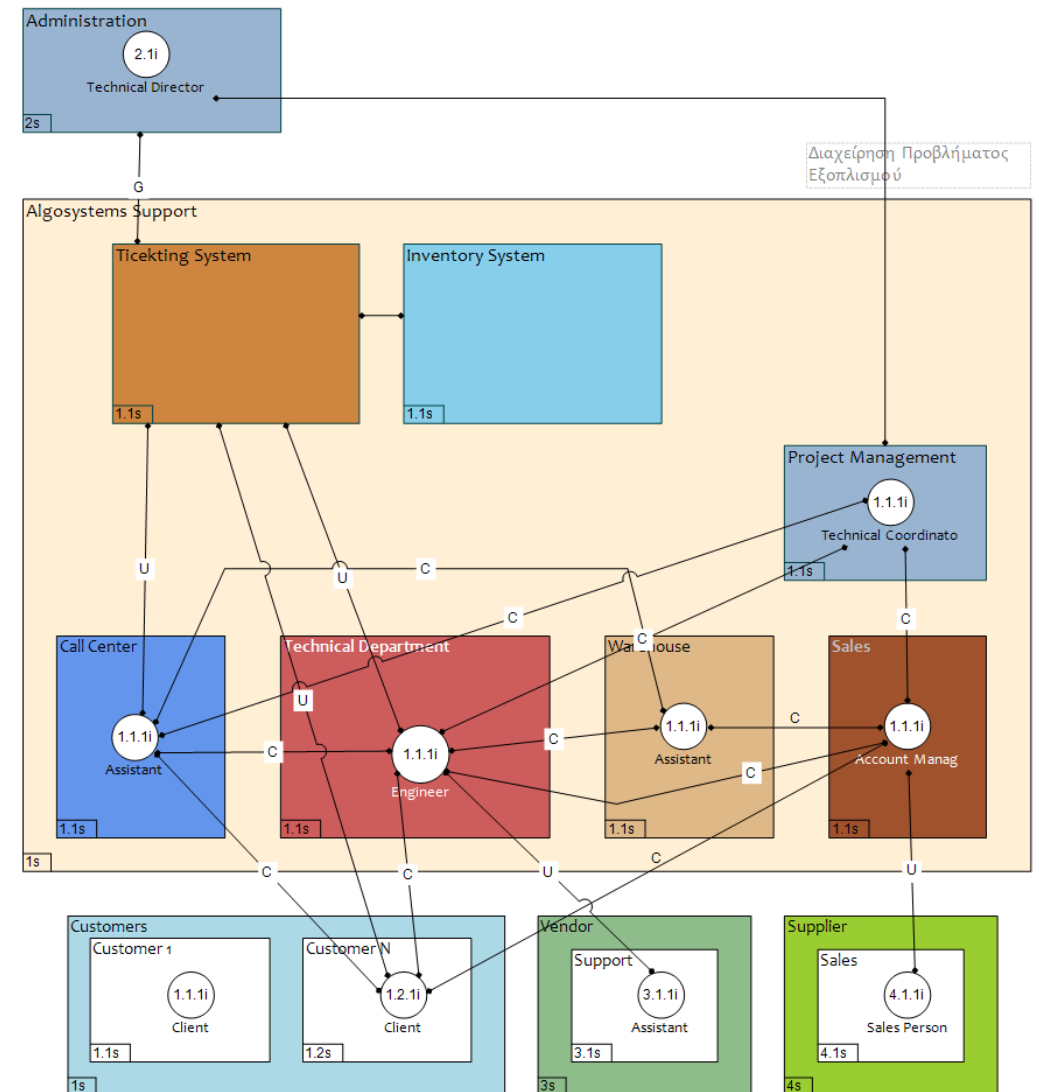 Administration
2.1i
Technical Director
2s
Διαχείρηση Προβλήματος
Εξοπλισμού
G
Algosystems Support
Ticekting System
Inventory System
1.1s
1.1s
Project Management
1.1.1i
Technical Coordinato
1.1s
U
U
C
C
C
C
Call Center
Technical Department
Warehouse
Sales
U
1.1.1i
1.1.1i
1.1.1i
1.1.1i
C
C
C
C
Assistant
Engineer
Assistant
Account Manag
1.1s
1.1s
1.1s
1.1s
1s
C
C
U
C
U
Customers
Vendor
Supplier
Customer 1
Customer N
Support
Sales
1.1.1i
1.2.1i
3.1.1i
4.1.1i
Client
Client
Assistant
Sales Person
1.1s
1.2s
3.1s
4.1s
1s
3s
4s